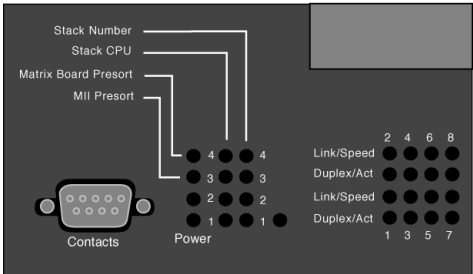 Stack Number
Stack CPU
Matrix Board Presort
MII Presort
2 4 6 8
4 4
Link/Speed
3 3
Duplex/Act
2 2
Link/Speed
1 1
Duplex/Act
Contacts
Power
1 3 5 7